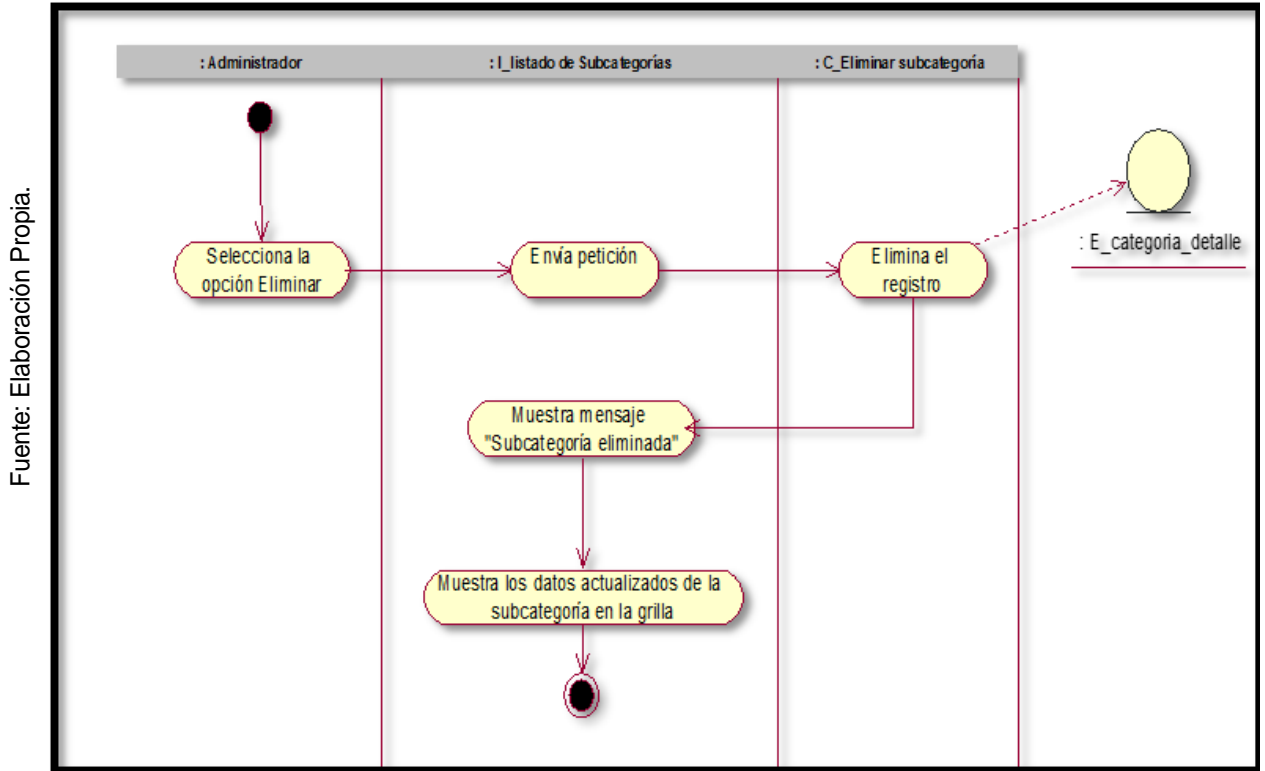 Fuente: Elaboración Propia.
: Administrador
: I_listado de Subcategorías
: C_Eliminar subcategoría
Selecciona la
opción Eliminar
Envía petición
Elimina el
registro
: E_categoria_detalle
Muestra mensaje
"Subcategoría eliminada"
Muestra los datos actualizados de la
subcategoría en la grilla